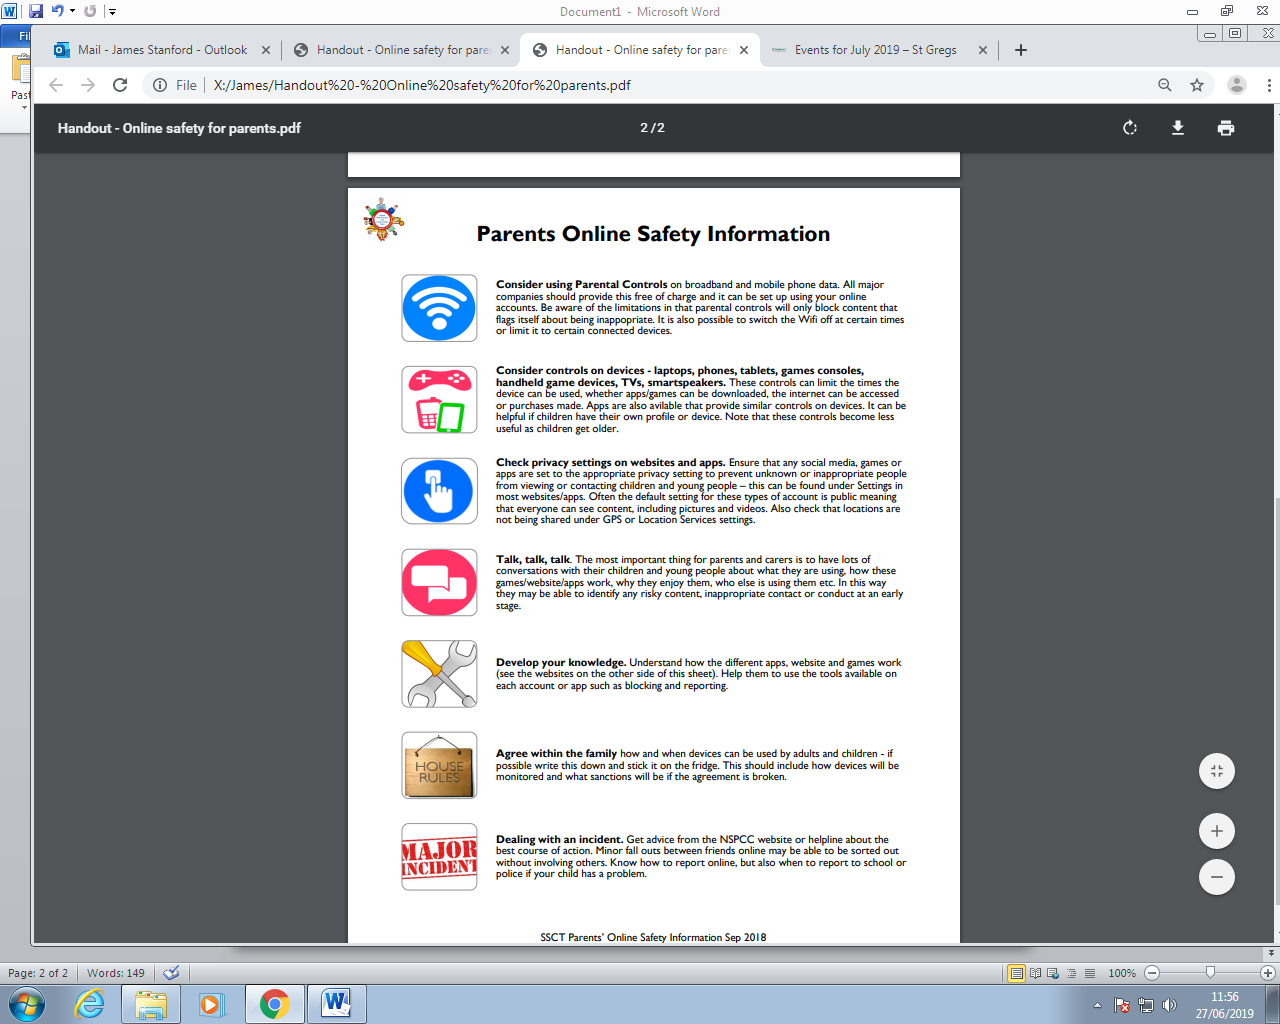 Document1 - Microsoft Word
Fil
Mail - James Stanford - Outlook
Handout - Online safety for pare
Handout - Online safety for pare
Events for July 2019 – St Gregs
Past
File
X:/James/Handout%20-%20Online%20safety%20for%20parents.pdf
Handout - Online safety for parents.pdf
2 / 2
Parents Online Safety Information
Consider using Parental Controls on broadband and mobile phone data. All major
companies should provide this free of charge and it can be set up using your online
accounts. Be aware of the limitations in that parental controls will only block content that
flags itself about being inappopriate. It is also possible to switch the Wifi off at certain times
or limit it to certain connected devices.
Consider controls on devices - laptops, phones, tablets, games consoles,
handheld game devices, TVs, smartspeakers. These controls can limit the times the
device can be used, whether apps/games can be downloaded, the internet can be accessed
or purchases made. Apps are also avilable that provide similar controls on devices. It can be
helpful if children have their own profile or device. Note that these controls become less
useful as children get older.
Check privacy settings on websites and apps. Ensure that any social media, games or
apps are set to the appropriate privacy setting to prevent unknown or inappropriate people
from viewing or contacting children and young people – this can be found under Settings in
most websites/apps. Often the default setting for these types of account is public meaning
that everyone can see content, including pictures and videos. Also check that locations are
not being shared under GPS or Location Services settings.
Talk, talk, talk. The most important thing for parents and carers is to have lots of
conversations with their children and young people about what they are using, how these
games/website/apps work, why they enjoy them, who else is using them etc. In this way
they may be able to identify any risky content, inappropriate contact or conduct at an early
stage.
Develop your knowledge. Understand how the different apps, website and games work
(see the websites on the other side of this sheet). Help them to use the tools available on
each account or app such as blocking and reporting.
HOUSE
RULES
Agree within the family how and when devices can be used by adults and children - if
possible write this down and stick it on the fridge. This should include how devices will be
monitored and what sanctions will be if the agreement is broken.
MAJOR
INCIDENT
Dealing with an incident. Get advice from the NSPCC website or helpline about the
best course of action. Minor fall outs between friends online may be able to be sorted out
without involving others. Know how to report online, but also when to report to school or
police if your child has a problem.
SSCT Parents' Online Safety Information Sep 2018
Page: 2 of 2
Words: 149
100%
11:56
27/06/2019